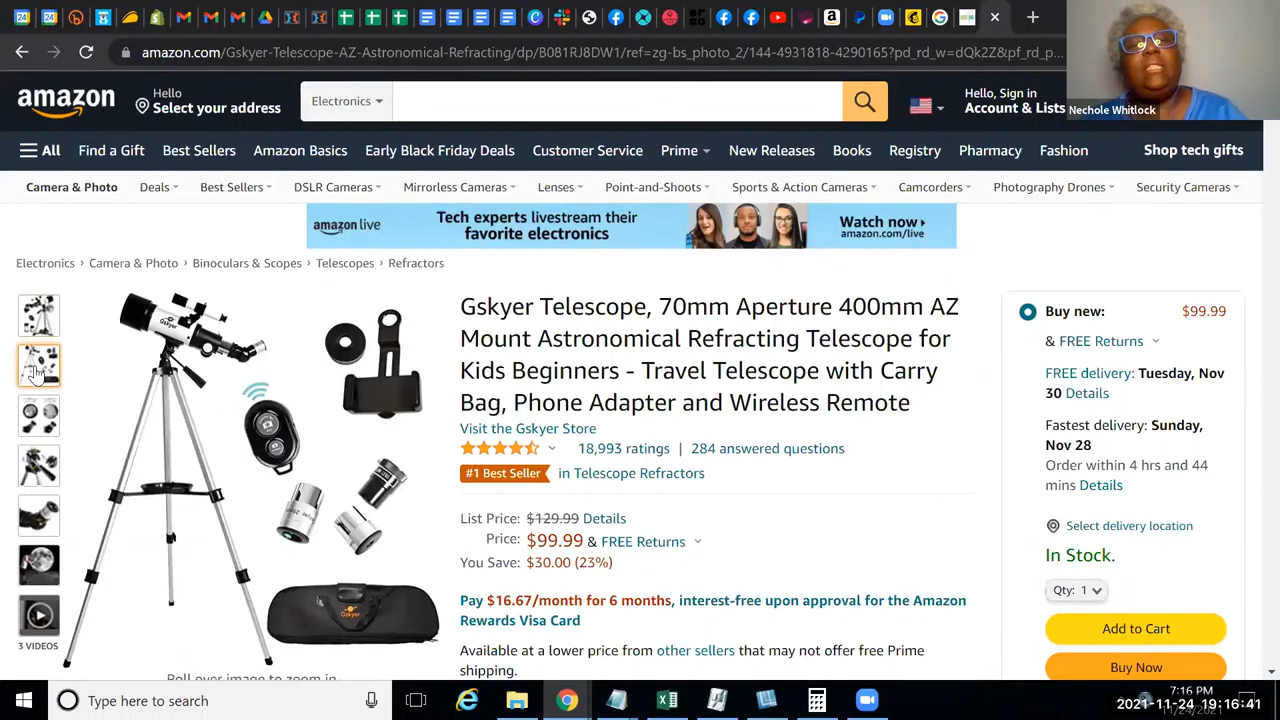 24
24
amazon.com/Gskyer-Telescope-AZ-Astronomical-Refracting/dp/B081RJ8DW1/ref=zg-bs_photo_2/144-4931818-4290165?pd_rd_w=dQk2Z&pf_rd_p...
Nechole Whitlock
amazon
Hello
Select your address
Electronics
Hello, Sign in
Account & Lists
All
Find a Gift
Best Sellers
Amazon Basics
Early Black Friday Deals
Customer Service
Prime
New Releases
Books
Registry
Pharmacy
Fashion
Shop tech gifts
Camera & Photo
Deals
Best Sellers
DSLR Cameras
Mirrorless Cameras
Lenses
Point-and-Shoots
Sports & Action Cameras
Camcorders
Photography Drones
Security Cameras
amazon live
Tech experts livestream their
favorite electronics
Watch now
amazon.com/live
Electronics › Camera & Photo › Binoculars & Scopes › Telescopes › Refractors
Gskyer Telescope, 70mm Aperture 400mm AZ
Mount Astronomical Refracting Telescope for
Kids Beginners - Travel Telescope with Carry
Bag, Phone Adapter and Wireless Remote
Visit the Gskyer Store
18,993 ratings | 284 answered questions
#1 Best Seller in Telescope Refractors
List Price: $129.99 Details
Price: $99.99 & FREE Returns
You Save: $30.00 (23%)
Pay $16.67/month for 6 months, interest-free upon approval for the Amazon
Rewards Visa Card
Available at a lower price from other sellers that may not offer free Prime
shipping.
Gskyer
Gskyer
3 VIDEOS
Roll over image to zoom in
Buy new: $99.99
& FREE Returns
FREE delivery: Tuesday, Nov
30 Details
Fastest delivery: Sunday,
Nov 28
Order within 4 hrs and 44
mins Details
Select delivery location
In Stock.
Qty: 1
Add to Cart
Buy Now
Type here to search
7:16 PM
11/24/2021
2021-11-24 19:16:41